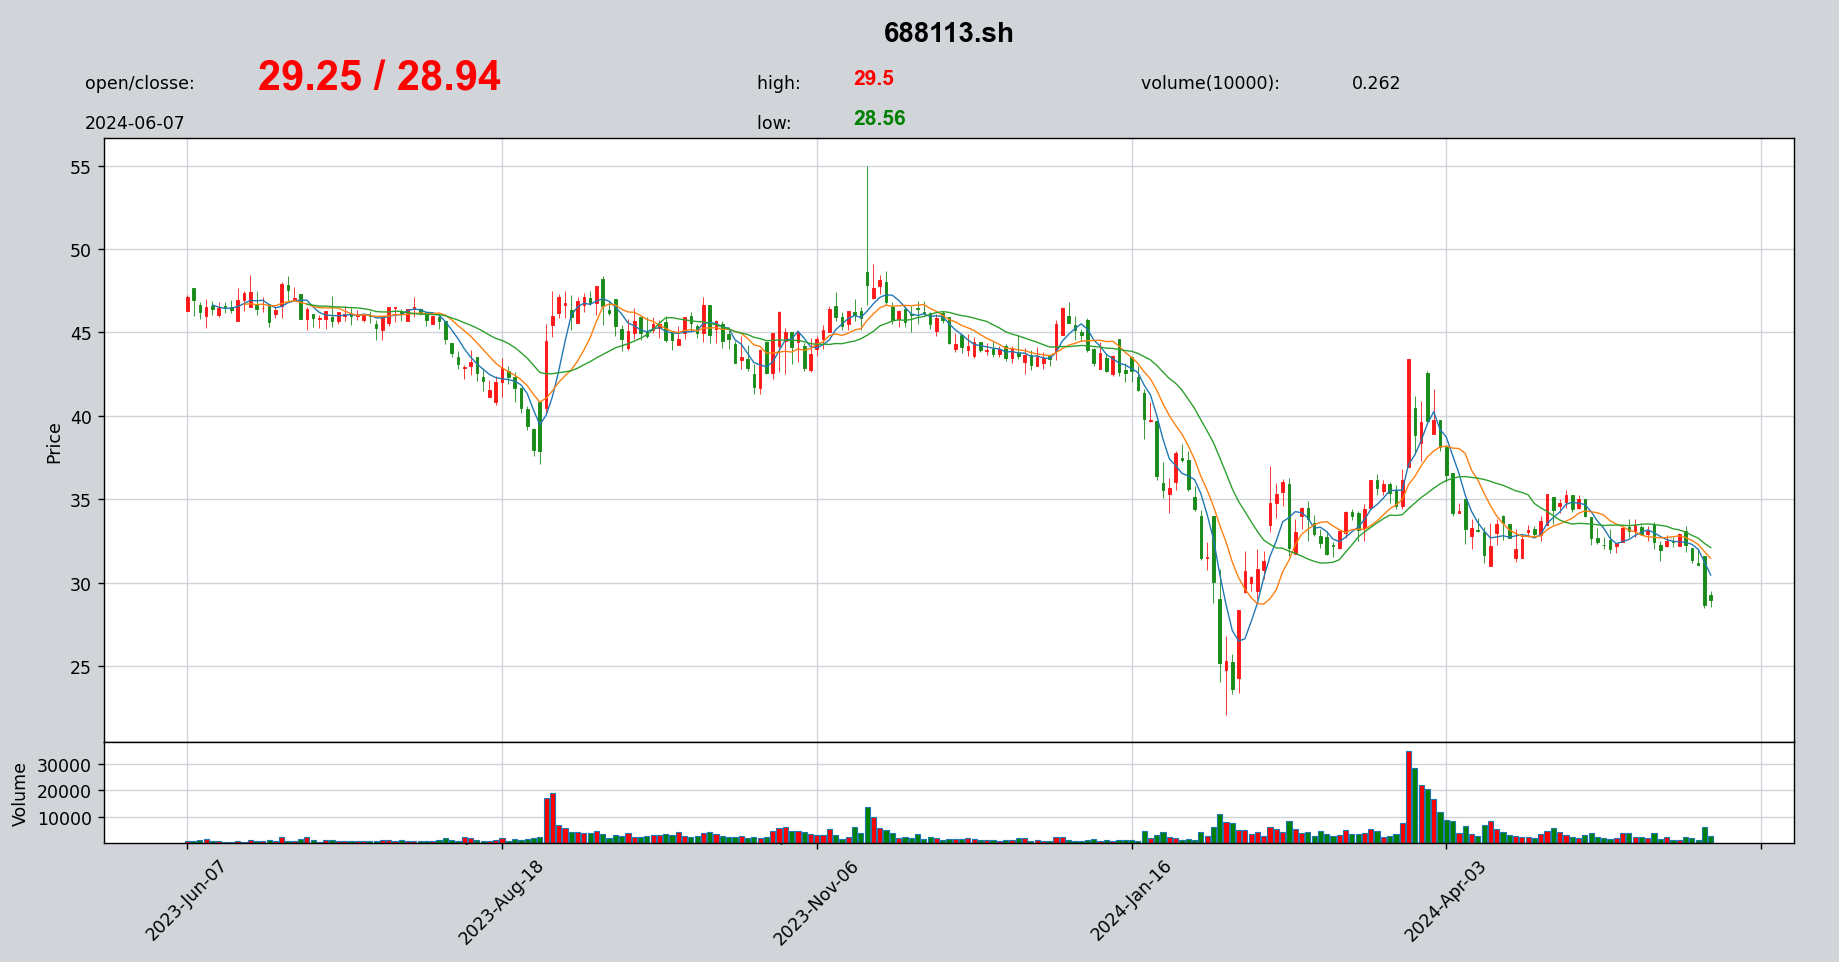 688113.sh
open/closse: 29.25 / 28.94 high: 29.5 volume(10000): 0.262
2024-06-07 low: 28.56
55
50
45
40
35
30
25
Price
30000
20000
10000
Volume
2023-Jun-07 2023-Aug-18 2023-Nov-06 2024-Jan-16 2024-Apr-03